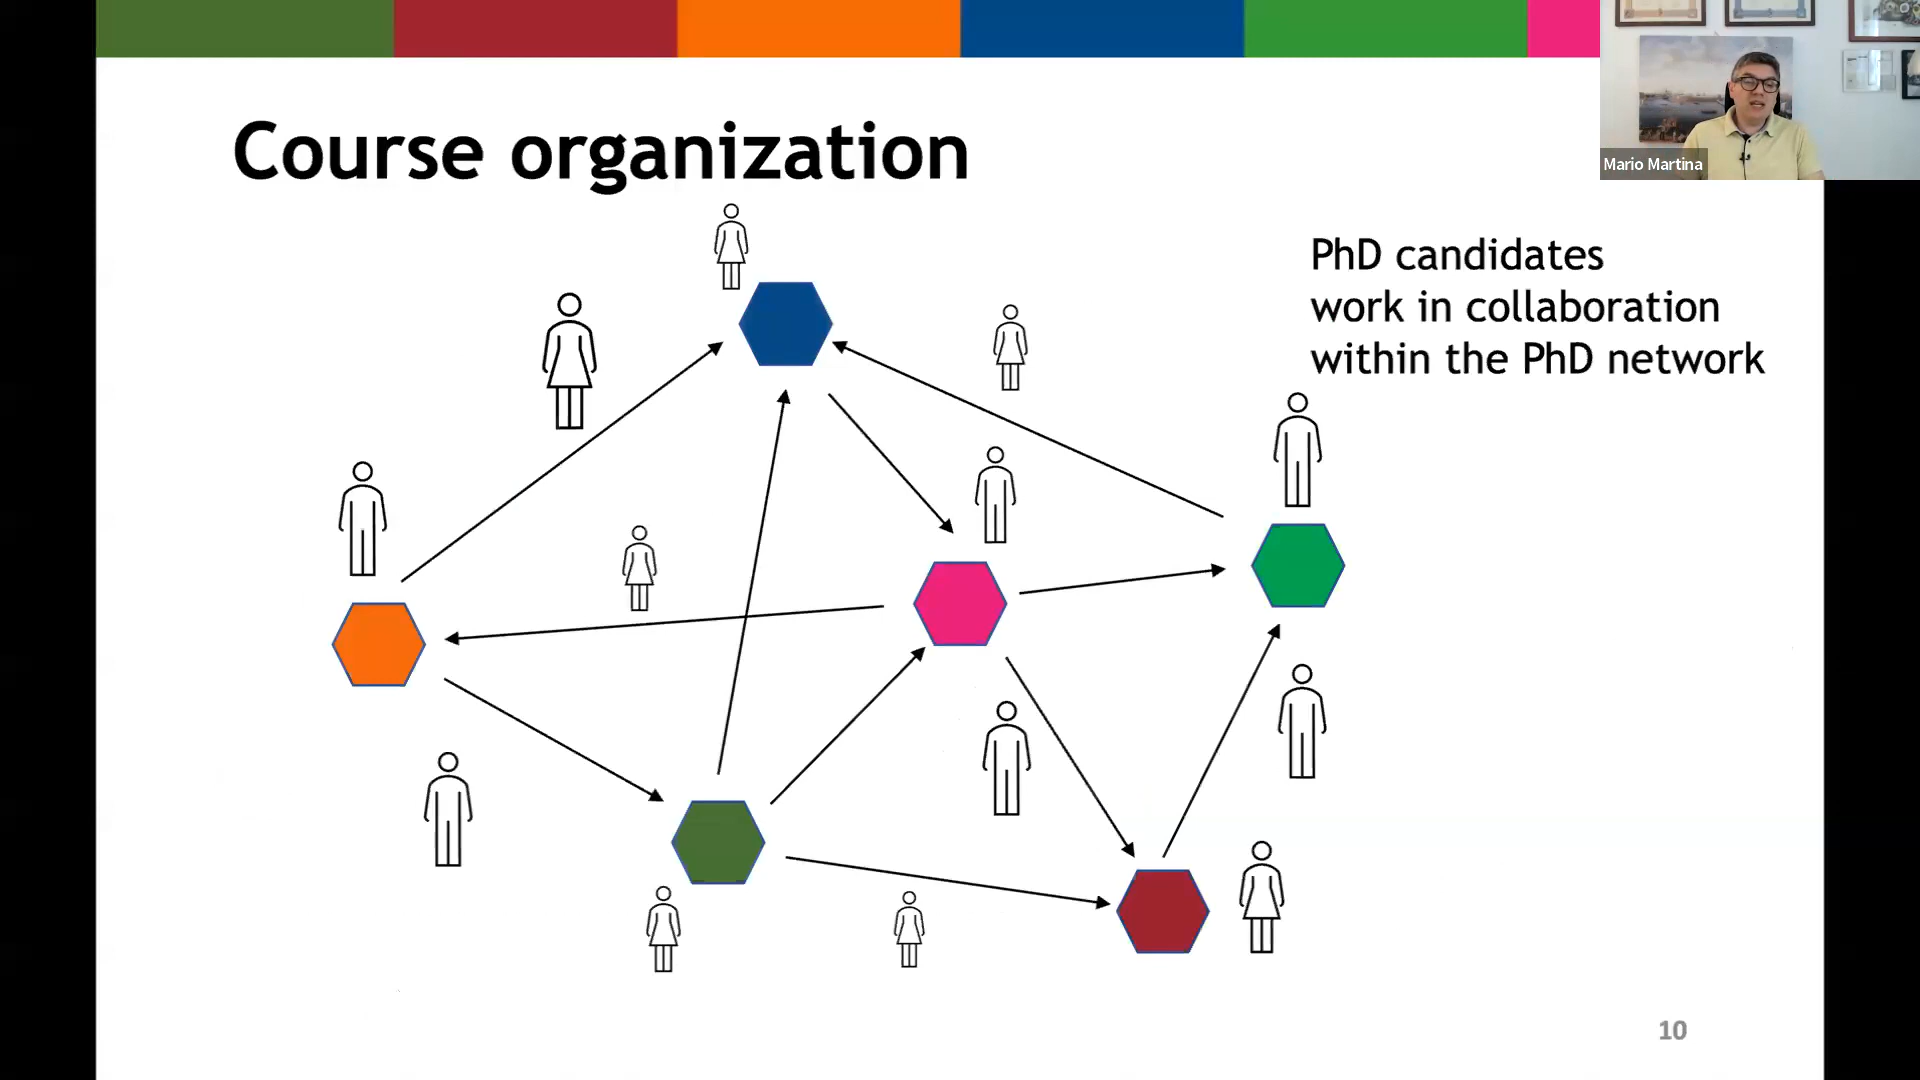 Course organization
Mario Martina
PhD candidates
work in collaboration
within the PhD network
10